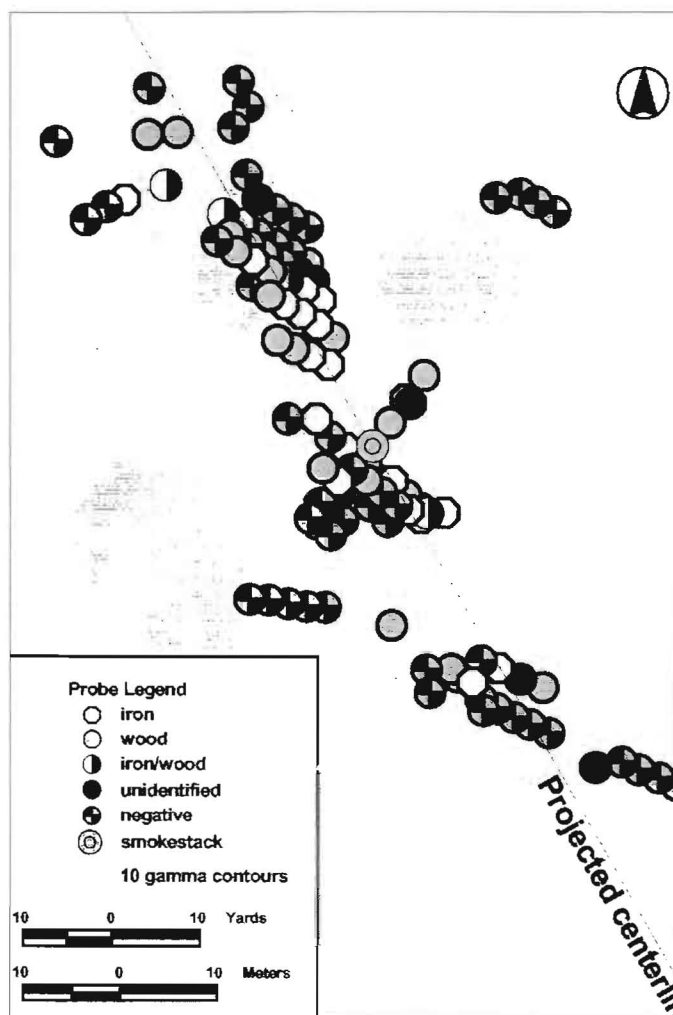 Probe Legend
iron
wood
iron/wood
unidentified
negative
smokestack
10 gamma contours
10 0 10 Yards
10 0 10 Meters
Projected centerlin